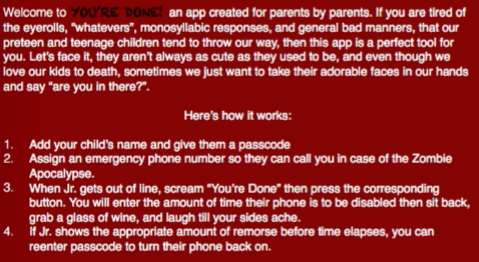 Welcome to YOU'RE DONE! an app created for parents by parents. If you are tired of
the eyerolls, "whatevers", monosyllabic responses, and general bad manners, that our
preteen and teenage children tend to throw our way, then this app is a perfect tool for
you. Let's face it, they aren't always as cute as they used to be, and even though we
love our kids to death, sometimes we just want to take their adorable faces in our hands
and say "are you in there?".
Here's how it works:
1. Add your child's name and give them a passcode
2. Assign an emergency phone number so they can call you in case of the Zombie
Apocalypse.
3. When Jr. gets out of line, scream "You're Done" then press the corresponding
button. You will enter the amount of time their phone is to be disabled then sit back,
grab a glass of wine, and laugh till your sides ache.
4. If Jr. shows the appropriate amount of remorse before time elapses, you can
reenter passcode to turn their phone back on.